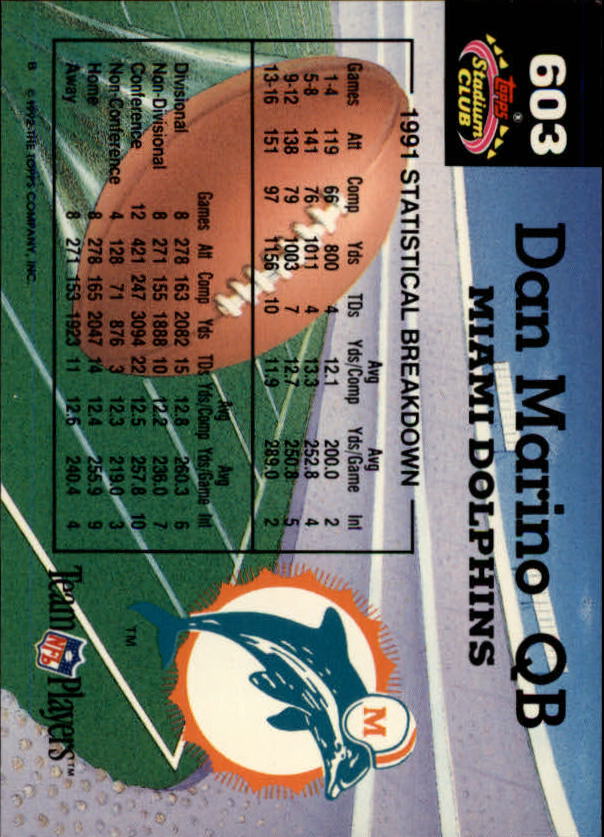 603
Topps®
Stadium
CLUB
Dan Marino QB
MIAMI DOLPHINS
1991 STATISTICAL BREAKDOWN
Avg Avg
Games Att Comp Yds TDs Yds/Comp Yds/Game Int
1-4 119 66 800 4 12.1 200.0 2
5-8 141 76 1011 4 13.3 252.8 4
9-12 138 79 1003 7 12.7 250.8 5
13-16 151 97 1156 10 11.9 289.0 2
Avg Avg
Games Att Comp Yds TDs Yds/Comp Yds/Game Int
Divisional 8 278 163 2082 15 12.8 260.3 6
Non-Divisional 8 271 155 1888 10 12.2 236.0 7
Conference 12 421 247 3094 22 12.5 257.8 10
Non-Conference 4 128 71 876 3 12.3 219.0 3
Home 8 278 165 2047 14 12.4 255.9 9
Away 8 271 153 1923 11 12.6 240.4 4
M
TM
Team NFL Players™
B © 1992 THE TOPPS COMPANY, INC.